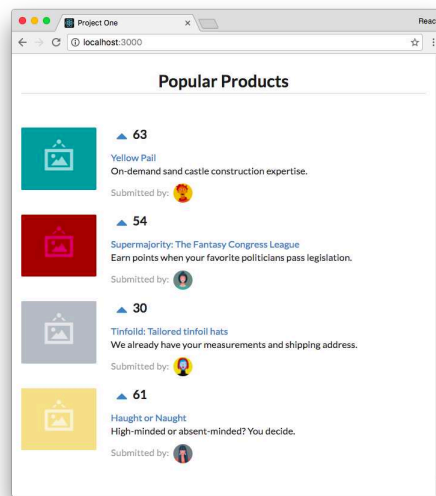 Project One
Reac
localhost:3000
Popular Products
63
Yellow Pail
On-demand sand castle construction expertise.
Submitted by:
54
Supermajority: The Fantasy Congress League
Earn points when your favorite politicians pass legislation.
Submitted by:
30
Tinfoild: Tailored tinfoil hats
We already have your measurements and shipping address.
Submitted by:
61
Haught or Naught
High-minded or absent-minded? You decide.
Submitted by: